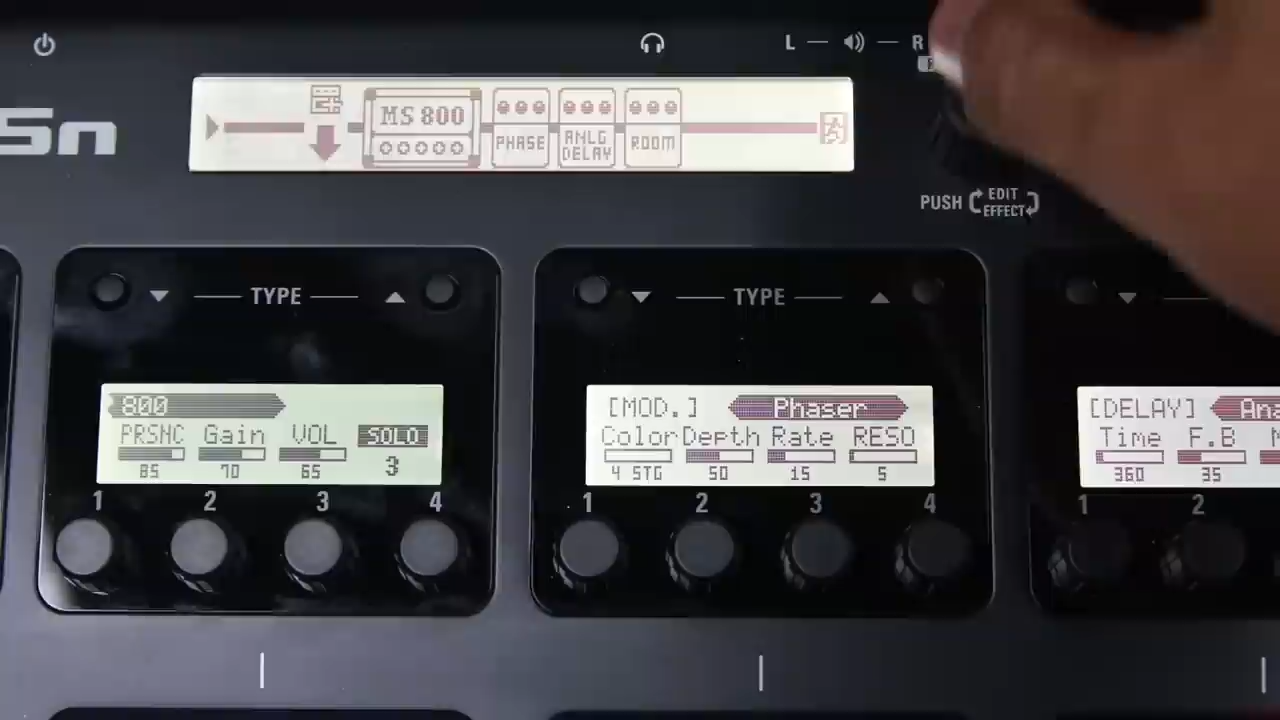 L R
5n
MS 800
PHASE ANLG DELAY ROOM
PUSH EDIT EFFECT
TYPE
TYPE
800
PRSNC Gain VOL SOLO
85 70 65 3
1 2 3 4
[MOD.] Phaser
Color Depth Rate RESO
4 STG 50 15 5
1 2 3 4
[DELAY] Ana
Time F.B
360 35
1 2